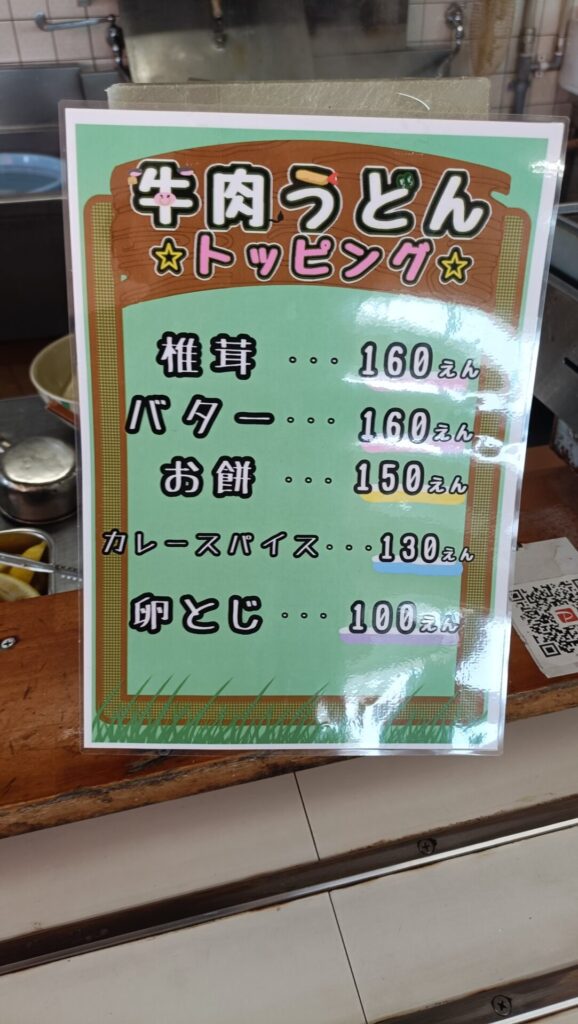 牛肉うどん
☆トッピング☆
椎茸・・・160えん
バター・・・160えん
お餅・・・150えん
カレースパイス・・・130えん
卵とじ・・・100えん